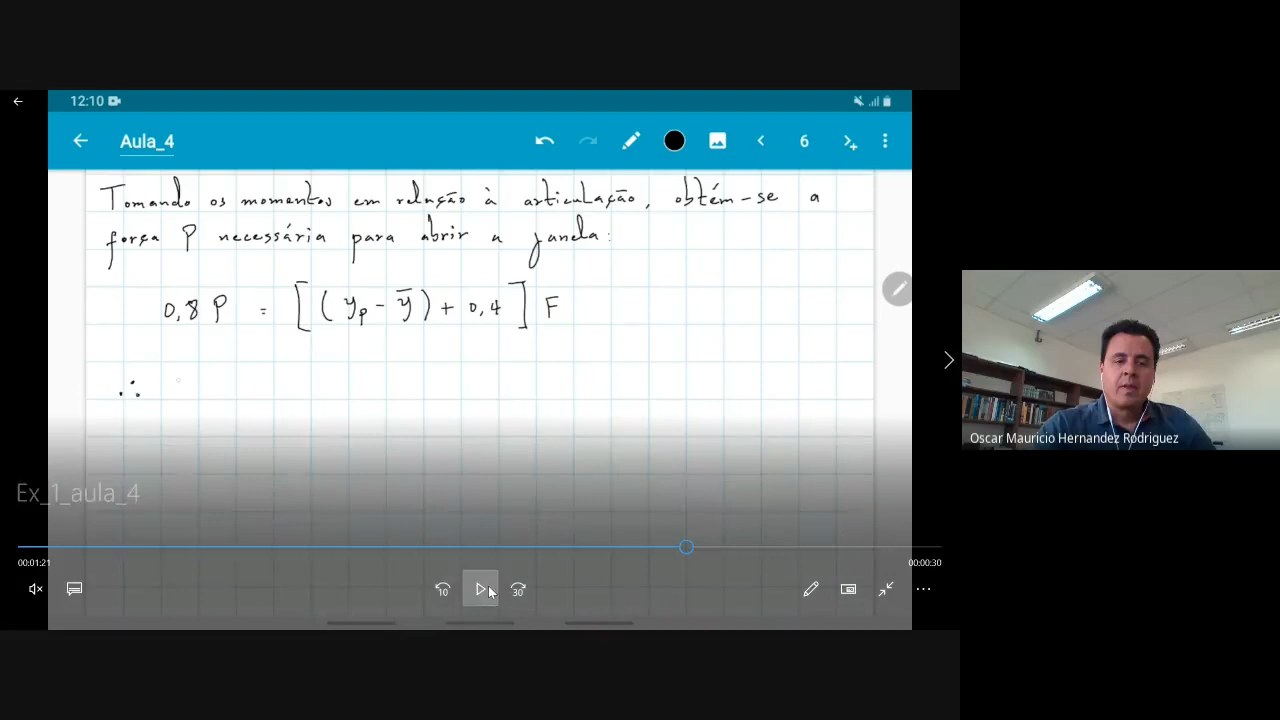 12:10
Aula_4
6
Tomando os momentos em relação à articulação, obtém-se a
força P necessária para abrir a janela:
0,8 P = [(y_p - ȳ) + 0,4] F
∴
Ex_1_aula_4
00:01:21
00:00:30
10
30
Oscar Mauricio Hernandez Rodriguez